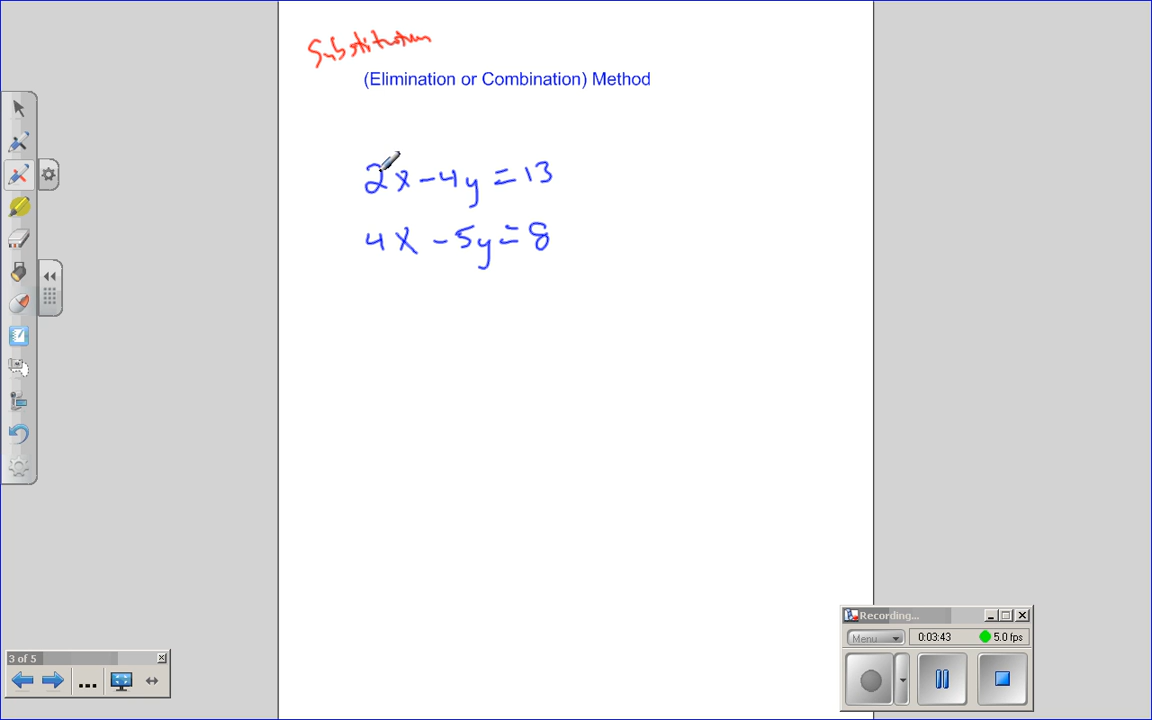 Substitution
(Elimination or Combination) Method
2x - 4y = 13
4x - 5y = 8
Recording...
Menu
0:03:43
5.0 fps
3 of 5
...